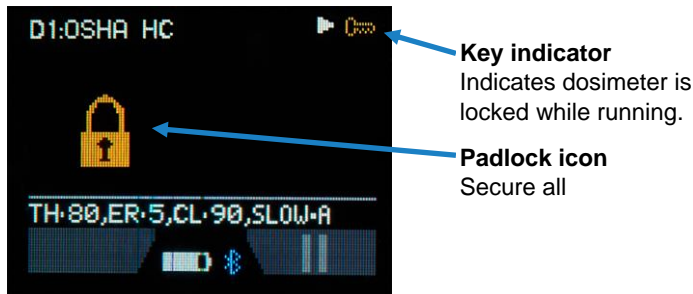 D1:OSHA HC
Key indicator
Indicates dosimeter is
locked while running.
Padlock icon
Secure all
TH·80,ER·5,CL·90,SLOW·A